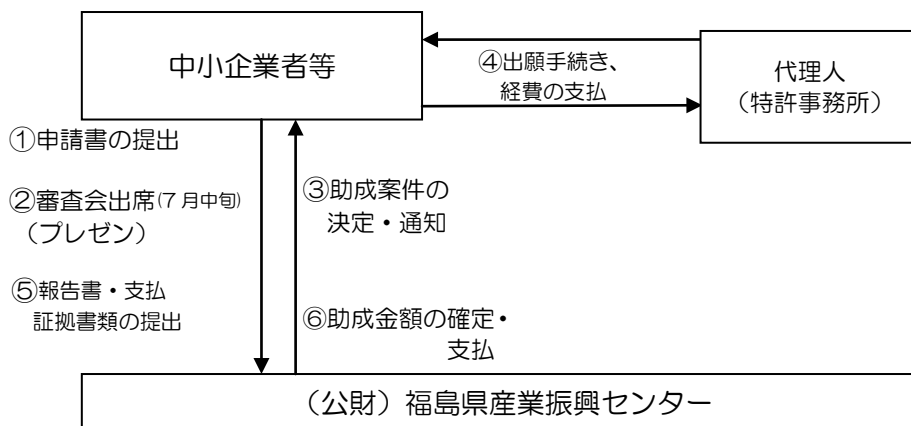 中小企業者等
④出願手続き、
経費の支払
代理人
（特許事務所）
①申請書の提出
②審査会出席(7月中旬)
（プレゼン）
③助成案件の
決定・通知
⑤報告書・支払
証拠書類の提出
⑥助成金額の確定・
支払
（公財）福島県産業振興センター